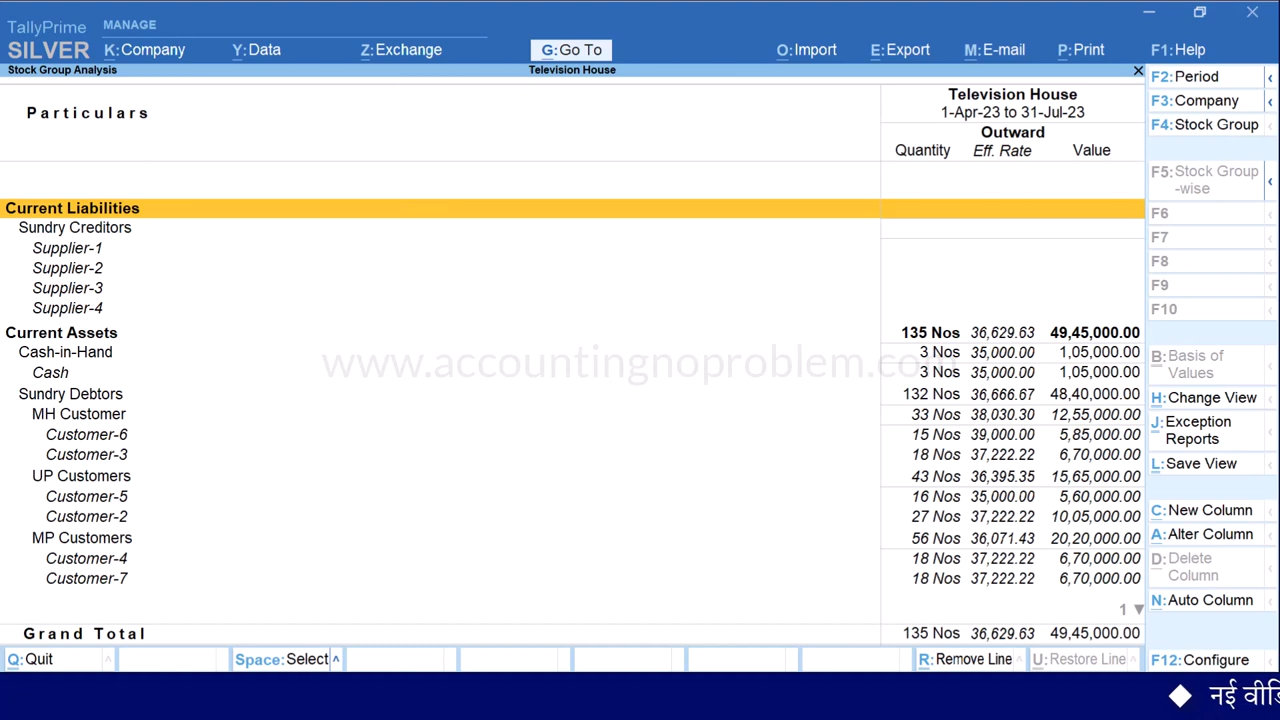 TallyPrime MANAGE
SILVER K:Company Y:Data Z:Exchange G:Go To O:Import E:Export M:E-mail P:Print F1:Help
Stock Group Analysis Television House
Particulars
Television House
1-Apr-23 to 31-Jul-23
Outward
Quantity Eff. Rate Value
Current Liabilities
Sundry Creditors
Supplier-1
Supplier-2
Supplier-3
Supplier-4
Current Assets 135 Nos 36,629.63 49,45,000.00
Cash-in-Hand 3 Nos 35,000.00 1,05,000.00
Cash 3 Nos 35,000.00 1,05,000.00
Sundry Debtors 132 Nos 36,666.67 48,40,000.00
MH Customer 33 Nos 38,030.30 12,55,000.00
Customer-6 15 Nos 39,000.00 5,85,000.00
Customer-3 18 Nos 37,222.22 6,70,000.00
UP Customers 43 Nos 36,395.35 15,65,000.00
Customer-5 16 Nos 35,000.00 5,60,000.00
Customer-2 27 Nos 37,222.22 10,05,000.00
MP Customers 56 Nos 36,071.43 20,20,000.00
Customer-4 18 Nos 37,222.22 6,70,000.00
Customer-7 18 Nos 37,222.22 6,70,000.00
1
Grand Total 135 Nos 36,629.63 49,45,000.00
www.accountingnoproblem.com
F2:Period
F3:Company
F4:Stock Group
F5:Stock Group
-wise
F6
F7
F8
F9
F10
B:Basis of
Values
H:Change View
J:Exception
Reports
L:Save View
C:New Column
A:Alter Column
D:Delete
Column
N:Auto Column
Q:Quit Space:Select R:Remove Line U:Restore Line F12:Configure
नई